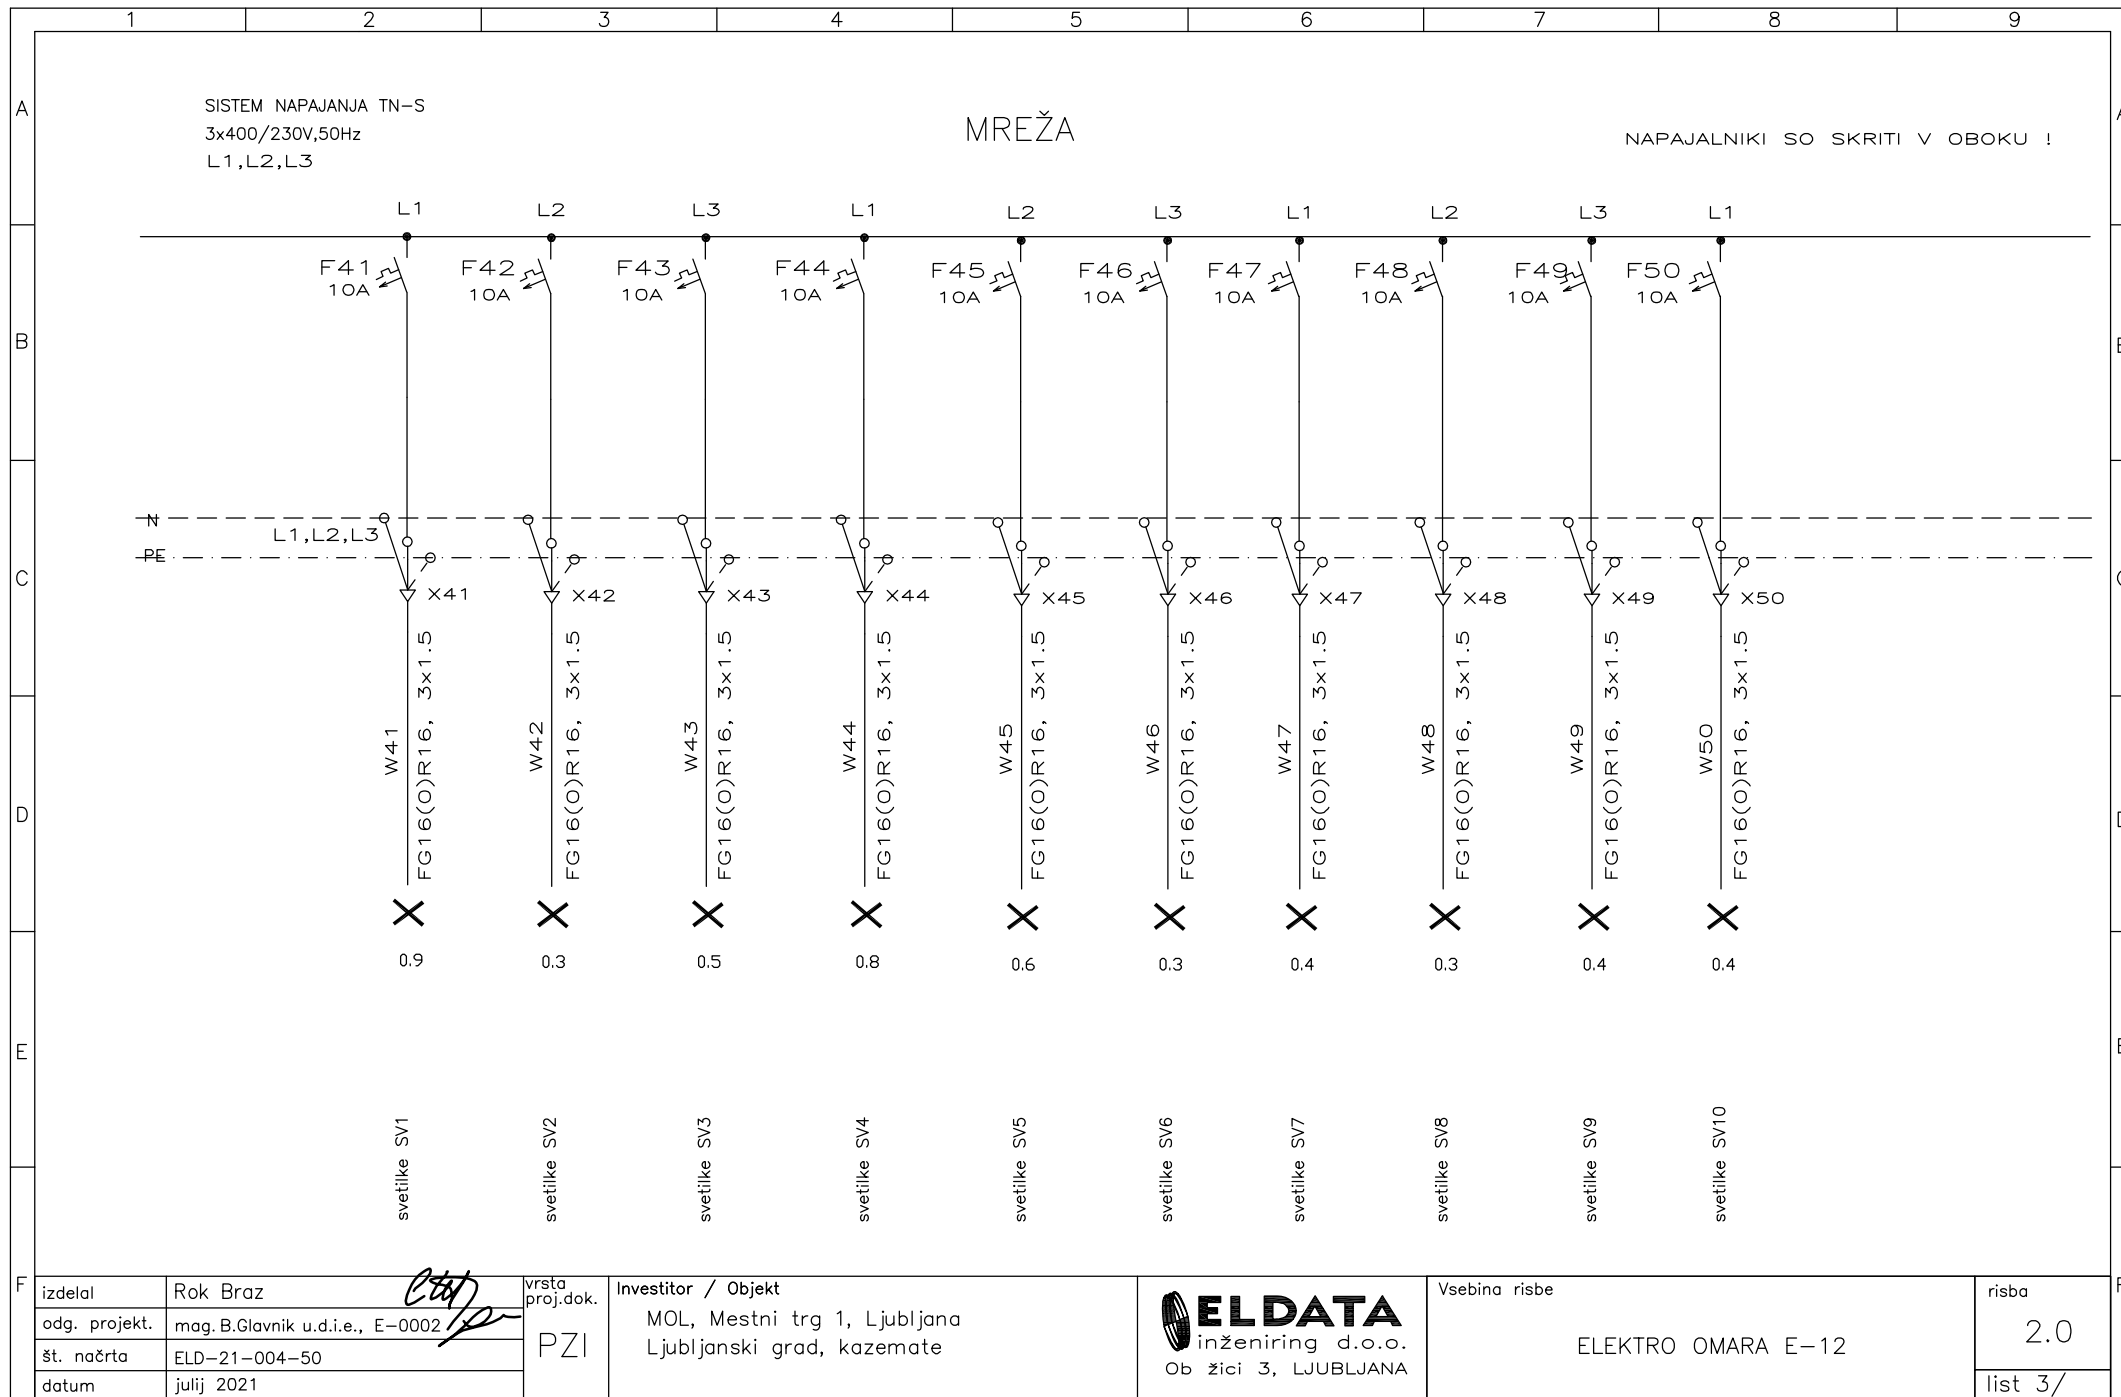 1 2 3 4 5 6 7 8 9
A
B
C
D
E
F
SISTEM NAPAJANJA TN-S
3x400/230V,50Hz
L1,L2,L3
MREŽA
NAPAJALNIKI SO SKRITI V OBOKU !
L1 L2 L3 L1 L2 L3 L1 L2 L3 L1
F41 F42 F43 F44 F45 F46 F47 F48 F49 F50
10A 10A 10A 10A 10A 10A 10A 10A 10A 10A
N
L1,L2,L3
PE
X41 X42 X43 X44 X45 X46 X47 X48 X49 X50
W41
FG16(O)R16, 3x1.5
W42
FG16(O)R16, 3x1.5
W43
FG16(O)R16, 3x1.5
W44
FG16(O)R16, 3x1.5
W45
FG16(O)R16, 3x1.5
W46
FG16(O)R16, 3x1.5
W47
FG16(O)R16, 3x1.5
W48
FG16(O)R16, 3x1.5
W49
FG16(O)R16, 3x1.5
W50
FG16(O)R16, 3x1.5
0.9 0.3 0.5 0.8 0.6 0.3 0.4 0.3 0.4 0.4
svetilke SV1
svetilke SV2
svetilke SV3
svetilke SV4
svetilke SV5
svetilke SV6
svetilke SV7
svetilke SV8
svetilke SV9
svetilke SV10
izdelal Rok Braz
odg. projekt. mag. B.Glavnik u.d.i.e., E-0002
št. načrta ELD-21-004-50
datum julij 2021
vrsta
proj.dok.
PZI
Investitor / Objekt
MOL, Mestni trg 1, Ljubljana
Ljubljanski grad, kazemate
ELDATA
inženiring d.o.o.
Ob žici 3, LJUBLJANA
Vsebina risbe
ELEKTRO OMARA E-12
risba
2.0
list 3/